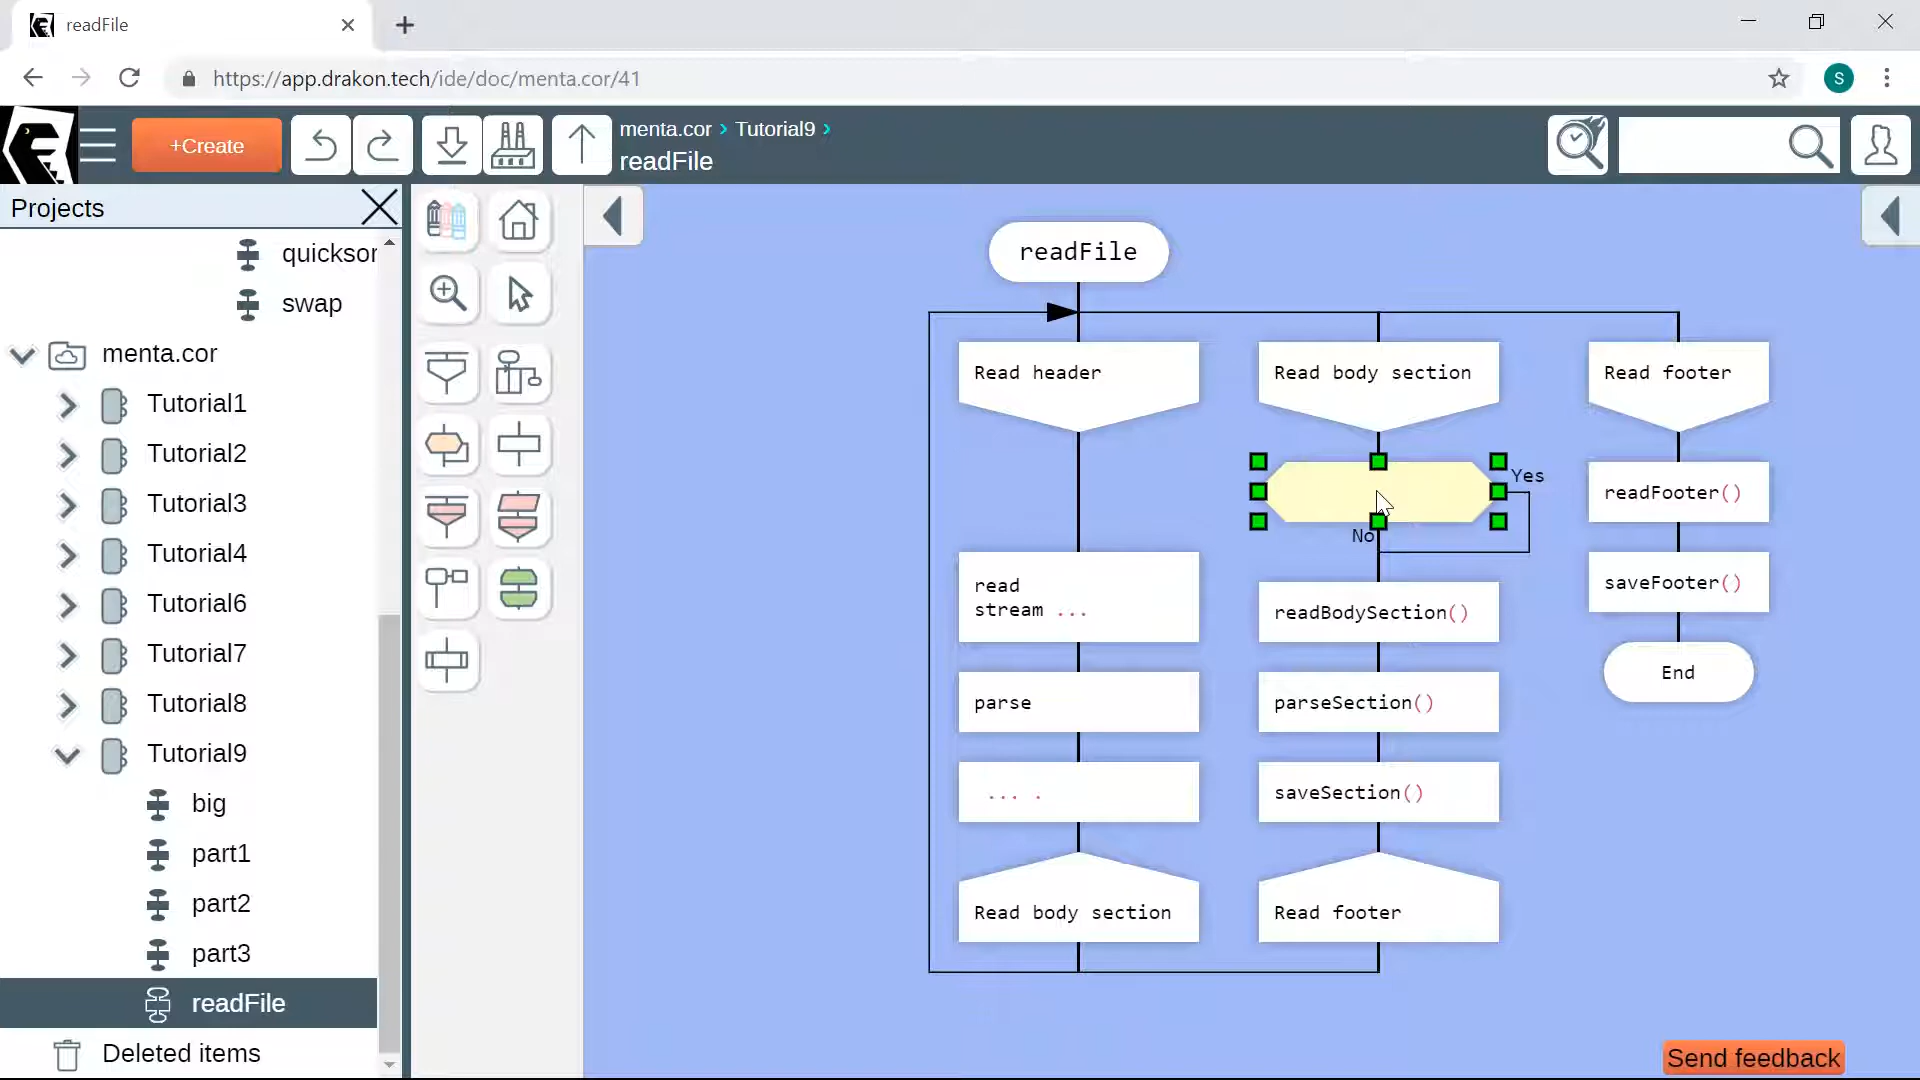 readFile
https://app.drakon.tech/ide/doc/menta.cor/41
S
+Create
menta.cor › Tutorial9 ›
readFile
Projects
quicksor
swap
menta.cor
Tutorial1
Tutorial2
Tutorial3
Tutorial4
Tutorial6
Tutorial7
Tutorial8
Tutorial9
big
part1
part2
part3
readFile
Deleted items
readFile
Read header
read
stream ...
parse
... .
Read body section
Read body section
Yes
No
readBodySection()
parseSection()
saveSection()
Read footer
Read footer
readFooter()
saveFooter()
End
Send feedback